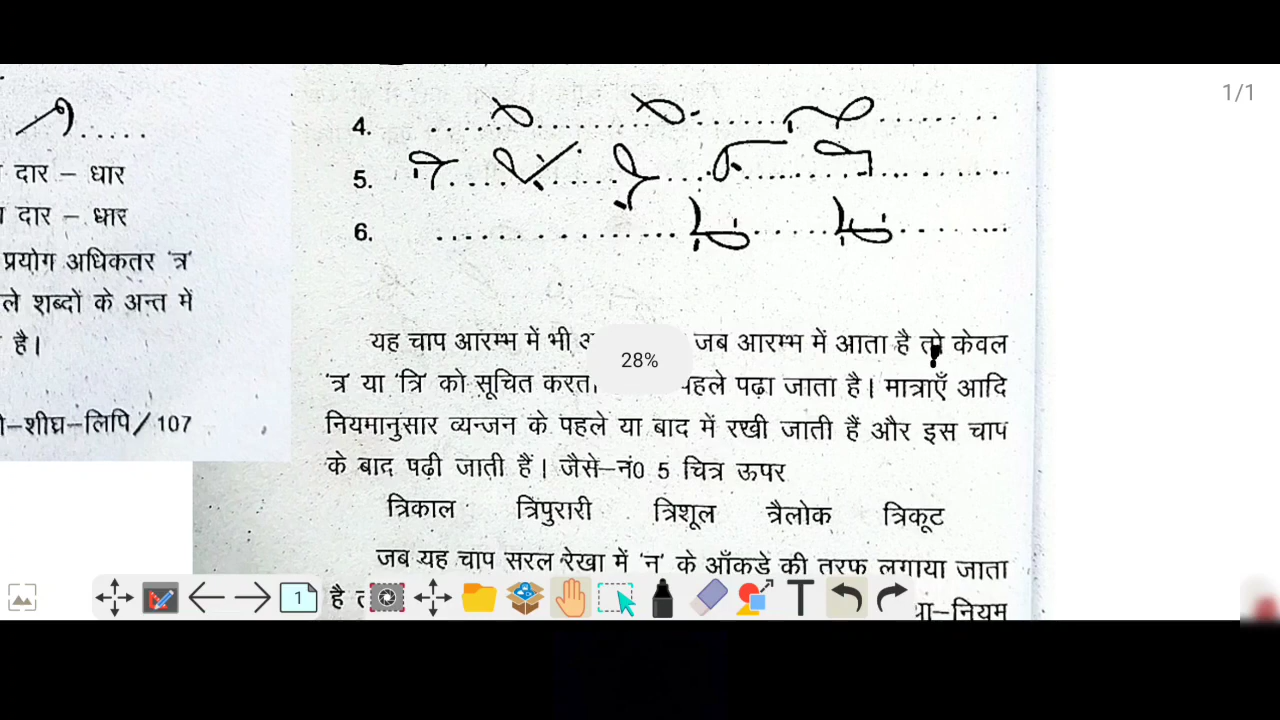 1/1
4.
दार – धार
5.
दार – धार
6.
प्रयोग अधिकतर 'त्र'
ले शब्दों के अन्त में
है।
–शीघ्र–लिपि/107
यह चाप आरम्भ में भी जब आरम्भ में आता है तो केवल
28%
'त्र' या 'त्रि' को सूचित करता पहले पढ़ा जाता है। मात्राएँ आदि
नियमानुसार व्यन्जन के पहले या बाद में रखी जाती हैं और इस चाप
के बाद पढ़ी जाती हैं। जैसे–नं0 5 चित्र ऊपर
त्रिकाल त्रिपुरारी त्रिशूल त्रैलोक त्रिकूट
जब यह चाप सरल रेखा में 'न' के आँकडे की तरफ लगाया जाता
है
1
T
–नियम